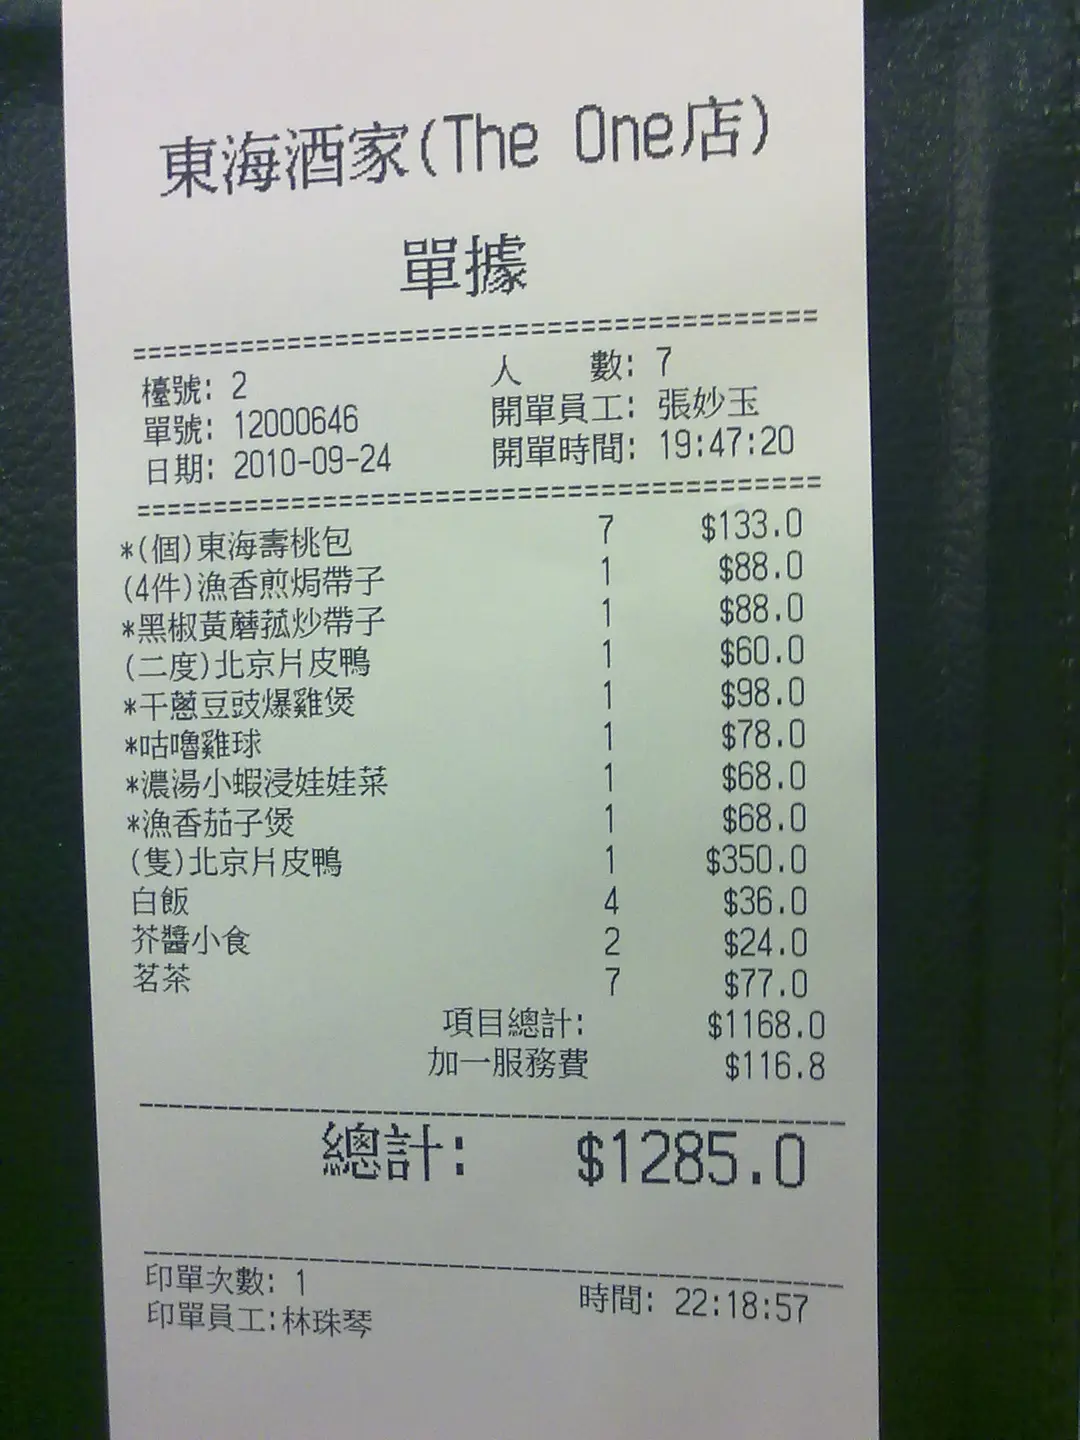 東海酒家(The One店)
單據
======================================
檯號: 2 人 數: 7
單號: 12000646 開單員工: 張妙玉
日期: 2010-09-24 開單時間: 19:47:20
======================================
*(個)東海壽桃包 7 $133.0
(4件)漁香煎焗帶子 1 $88.0
*黑椒黃蘑菰炒帶子 1 $88.0
(二度)北京片皮鴨 1 $60.0
*干蔥豆豉爆雞煲 1 $98.0
*咕嚕雞球 1 $78.0
*濃湯小蝦浸娃娃菜 1 $68.0
*漁香茄子煲 1 $68.0
(隻)北京片皮鴨 1 $350.0
白飯 4 $36.0
芥醬小食 2 $24.0
茗茶 7 $77.0
項目總計: $1168.0
加一服務費 $116.8
總計: $1285.0
印單次數: 1 時間: 22:18:57
印單員工:林珠琴